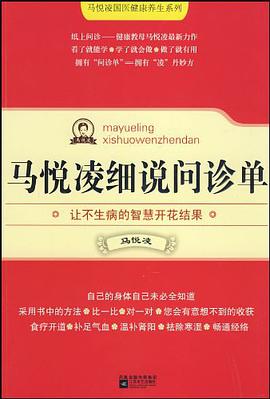 马悦凌国医健康养生系列
纸上问诊——健康教母马悦凌最新力作
看了就能学●学了就会做●做了就有用
拥有“问诊单”=拥有“凌”丹妙方
mayueling
xishuowenzhendan
马悦凌细说问诊单
让不生病的智慧开花结果
马悦凌
自己的身体自己未必全知道
采用书中的方法●比一比●对一对●您会有意想不到的收获
食疗开道●补足气血●温补肾阳●祛除寒湿●畅通经络